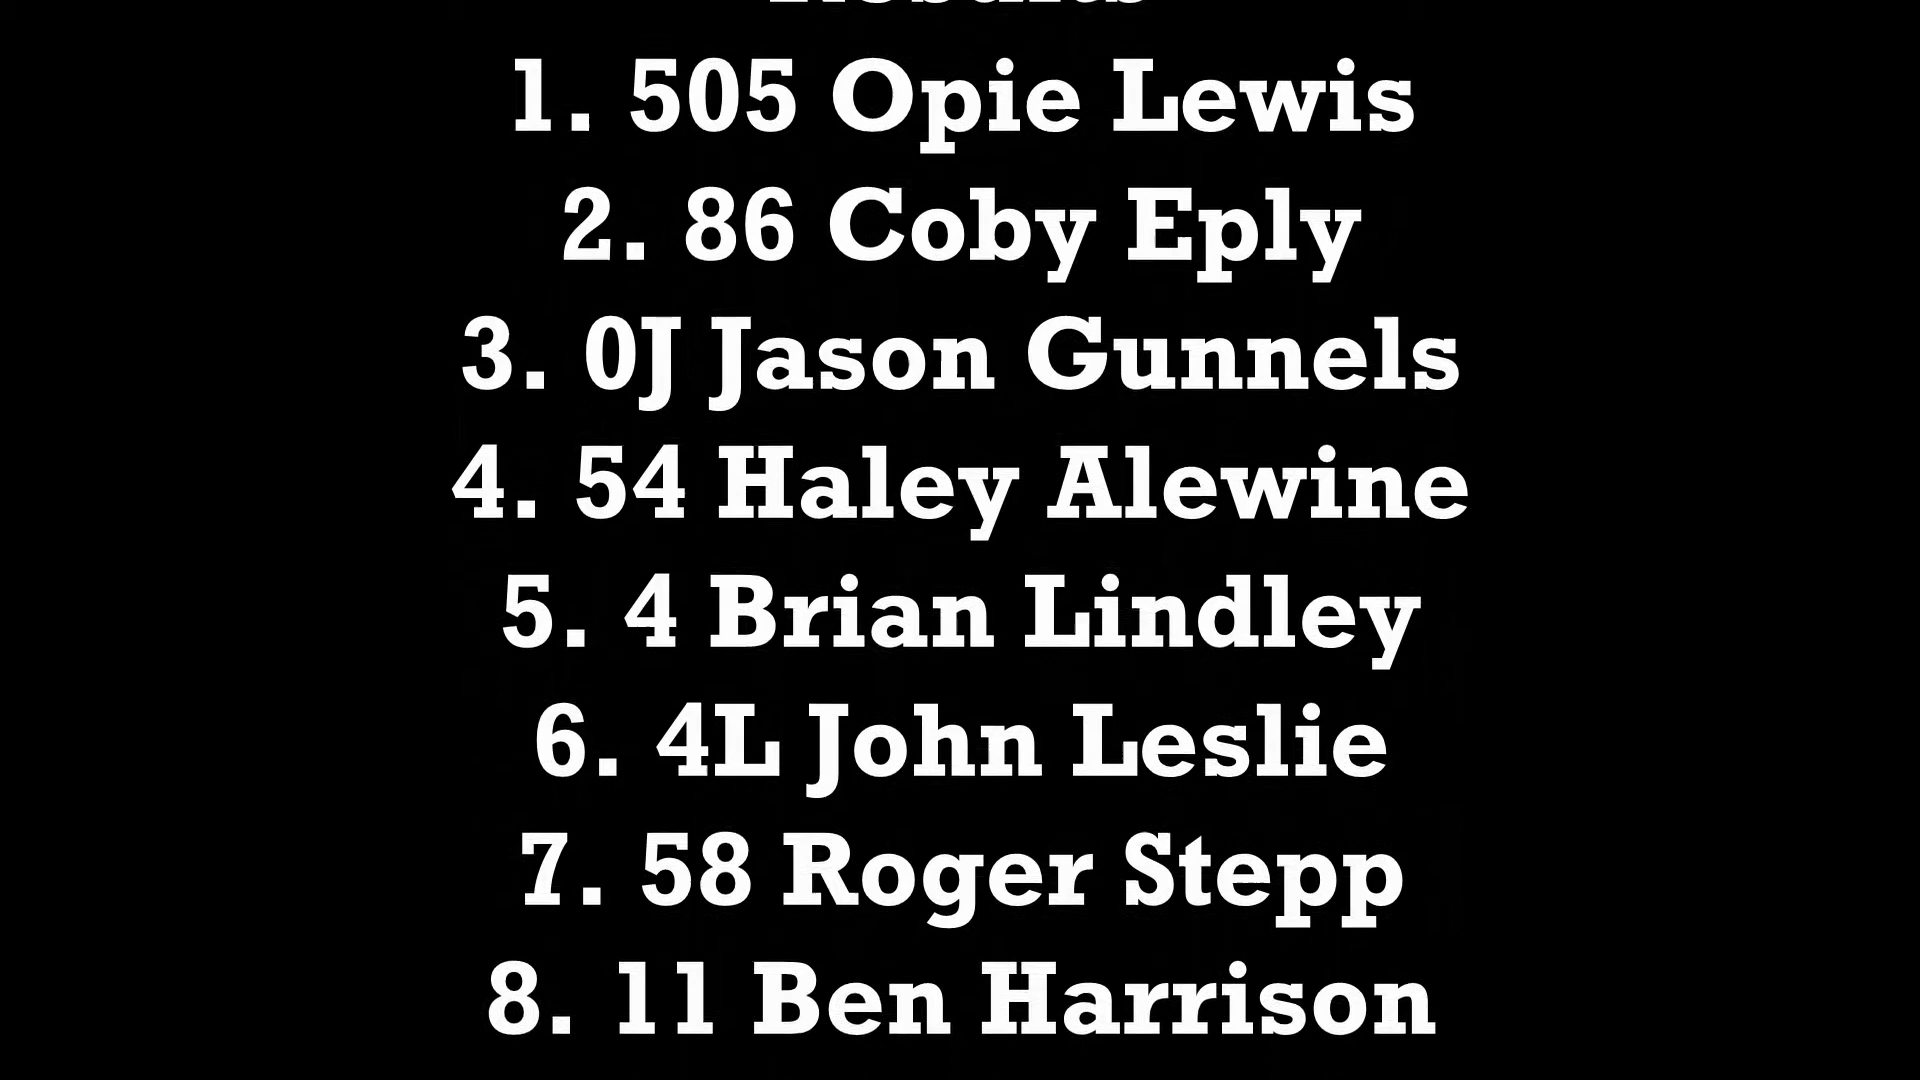 1. 505 Opie Lewis
2. 86 Coby Eply
3. 0J Jason Gunnels
4. 54 Haley Alewine
5. 4 Brian Lindley
6. 4L John Leslie
7. 58 Roger Stepp
8. 11 Ben Harrison